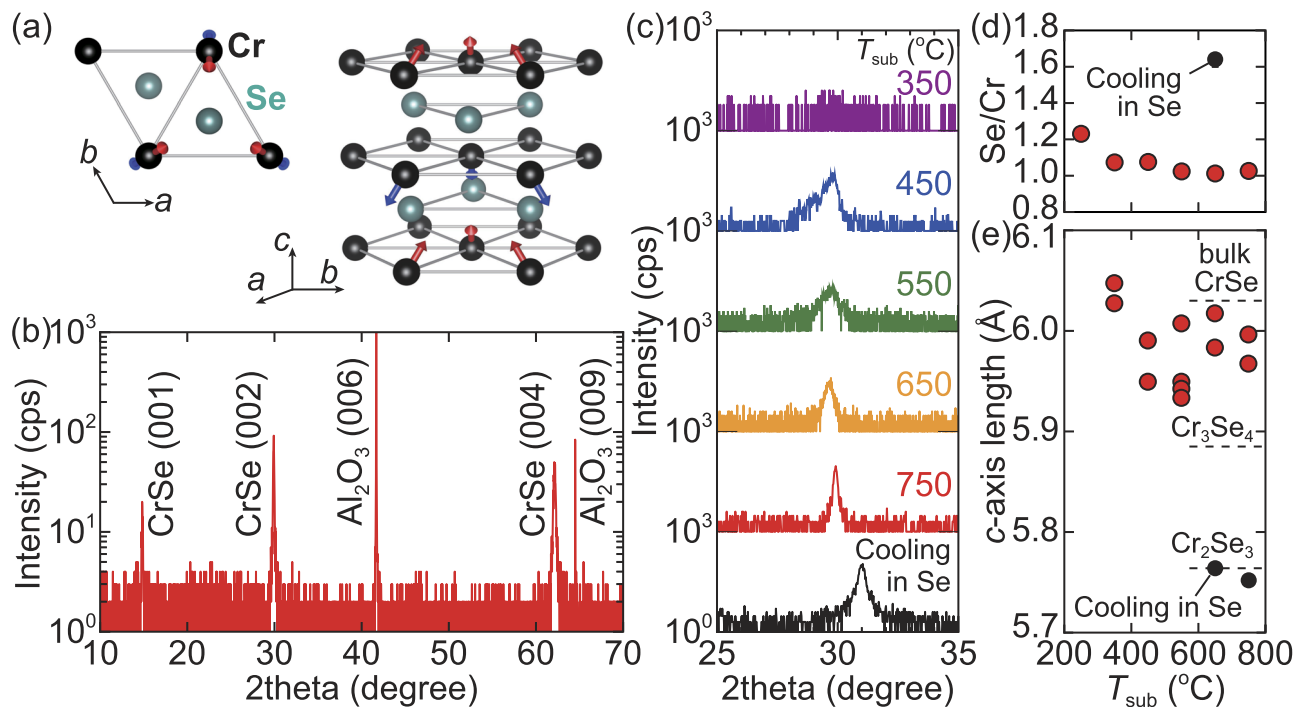 (a)
Cr
Se
b
a
c
a
b
(b)
Intensity (cps)
10³
10²
10¹
10⁰
CrSe (001)
CrSe (002)
Al₂O₃ (006)
CrSe (004)
Al₂O₃ (009)
10 20 30 40 50 60 70
2theta (degree)
(c)
Intensity (cps)
10³
T_sub (°C)
350
10³
450
10³
550
10³
650
10³
750
10³
Cooling
in Se
10⁰
25 30 35
2theta (degree)
(d)
Se/Cr
1.8
1.6
1.4
1.2
1.0
0.8
Cooling
in Se
(e)
c-axis length (Å)
6.1
6.0
5.9
5.8
5.7
bulk
CrSe
Cr₃Se₄
Cr₂Se₃
Cooling in Se
200 400 600 800
T_sub (°C)